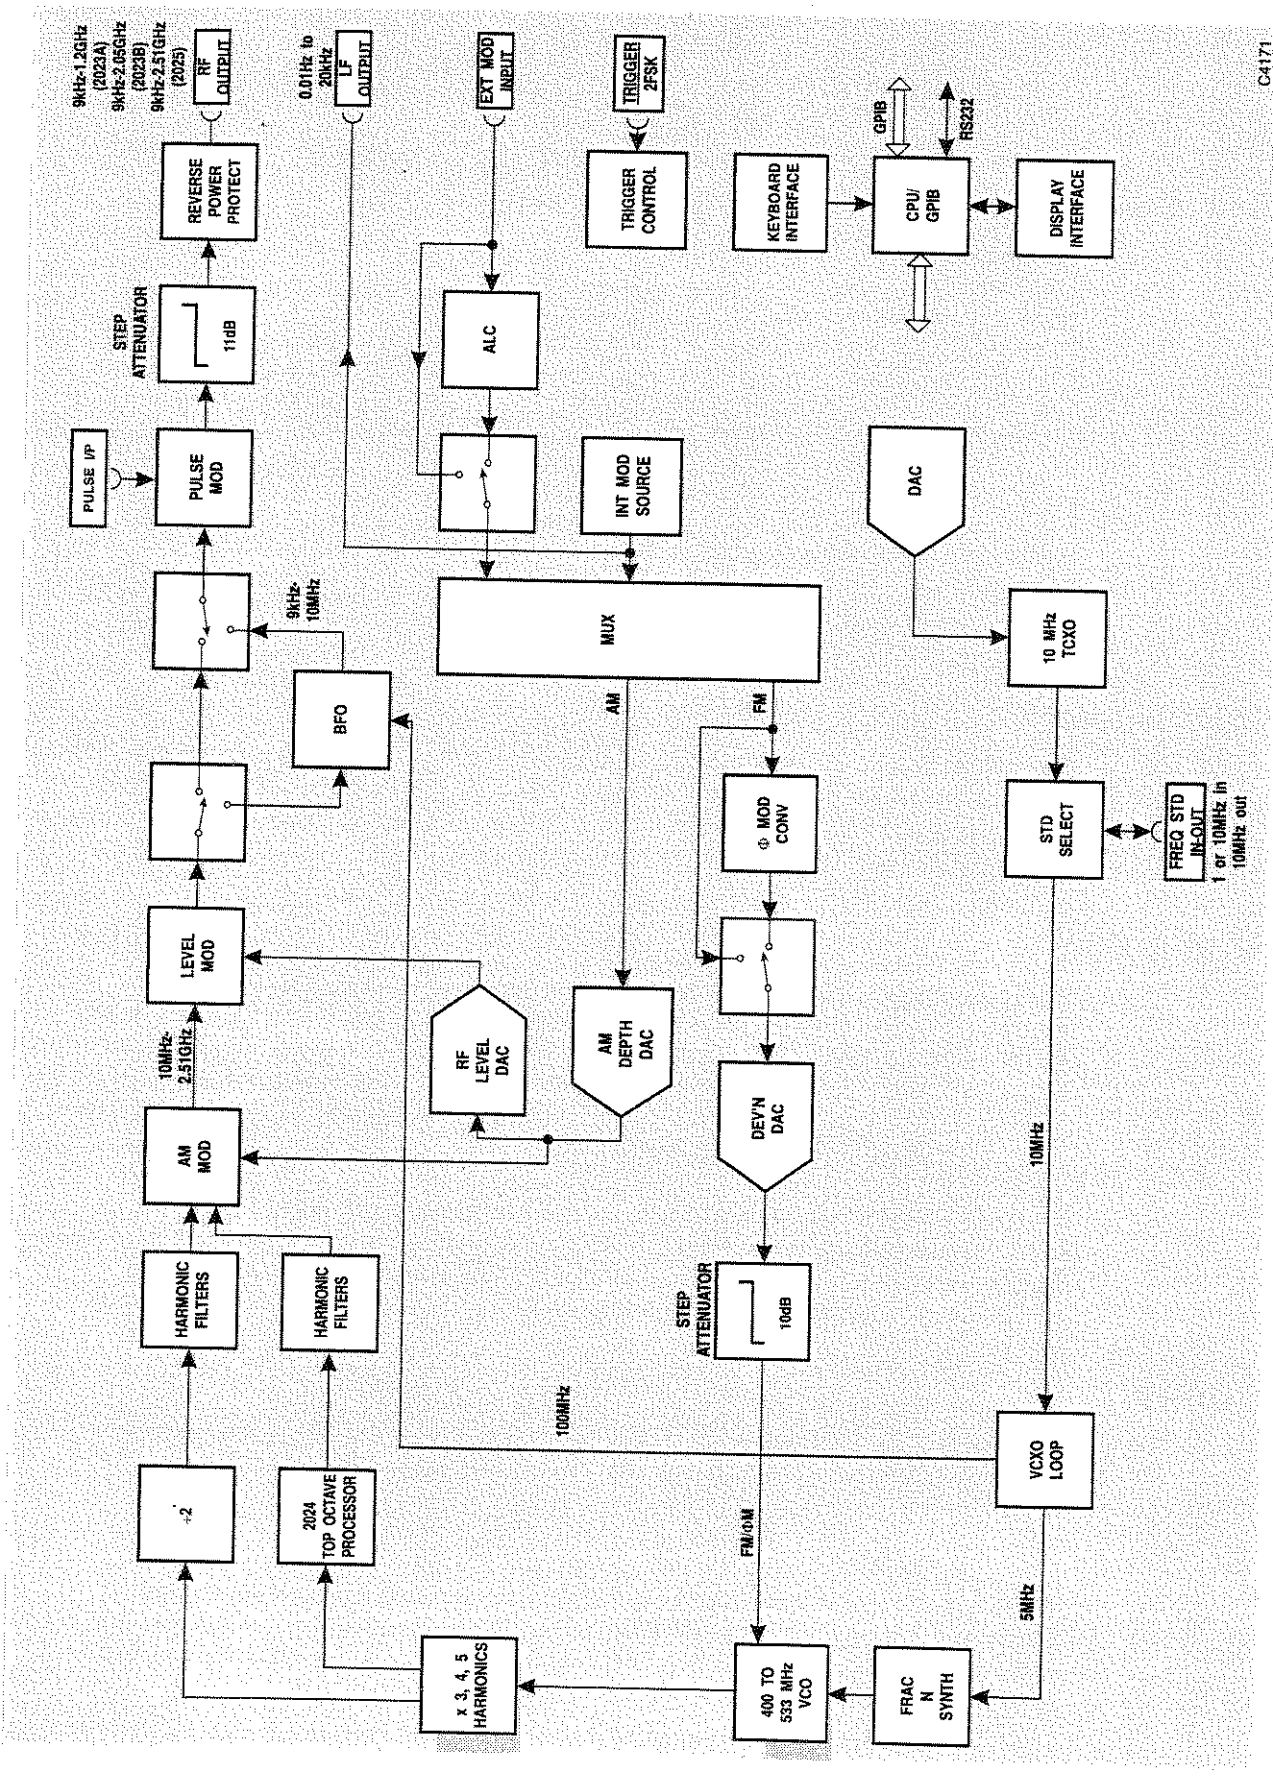 ÷2
HARMONIC
FILTERS
AM
MOD
10MHz-
2.51GHz
LEVEL
MOD
PULSE I/P
PULSE
MOD
STEP
ATTENUATOR
11dB
REVERSE
POWER
PROTECT
9kHz-1.2GHz
(2023A)
9kHz-2.05GHz
(2023B)
9kHz-2.51GHz
(2025)
RF
OUTPUT
2024
TOP OCTAVE
PROCESSOR
HARMONIC
FILTERS
BFO
9kHz-
10MHz
0.01Hz to
20kHz
LF
OUTPUT
x 3, 4, 5
HARMONICS
RF
LEVEL
DAC
ALC
EXT MOD
INPUT
100MHz
AM
DEPTH
DAC
AM
MUX
INT MOD
SOURCE
TRIGGER
CONTROL
TRIGGER
2FSK
400 TO
533 MHz
VCO
FM/ΦM
STEP
ATTENUATOR
10dB
DEV'N
DAC
Φ MOD
CONV
FM
KEYBOARD
INTERFACE
FRAC
N
SYNTH
DAC
CPU/
GPIB
GPIB
RS232
5MHz
VCXO
LOOP
10MHz
STD
SELECT
10 MHz
TCXO
DISPLAY
INTERFACE
FREQ STD
IN-OUT
1 or 10MHz in
10MHz out
C4171